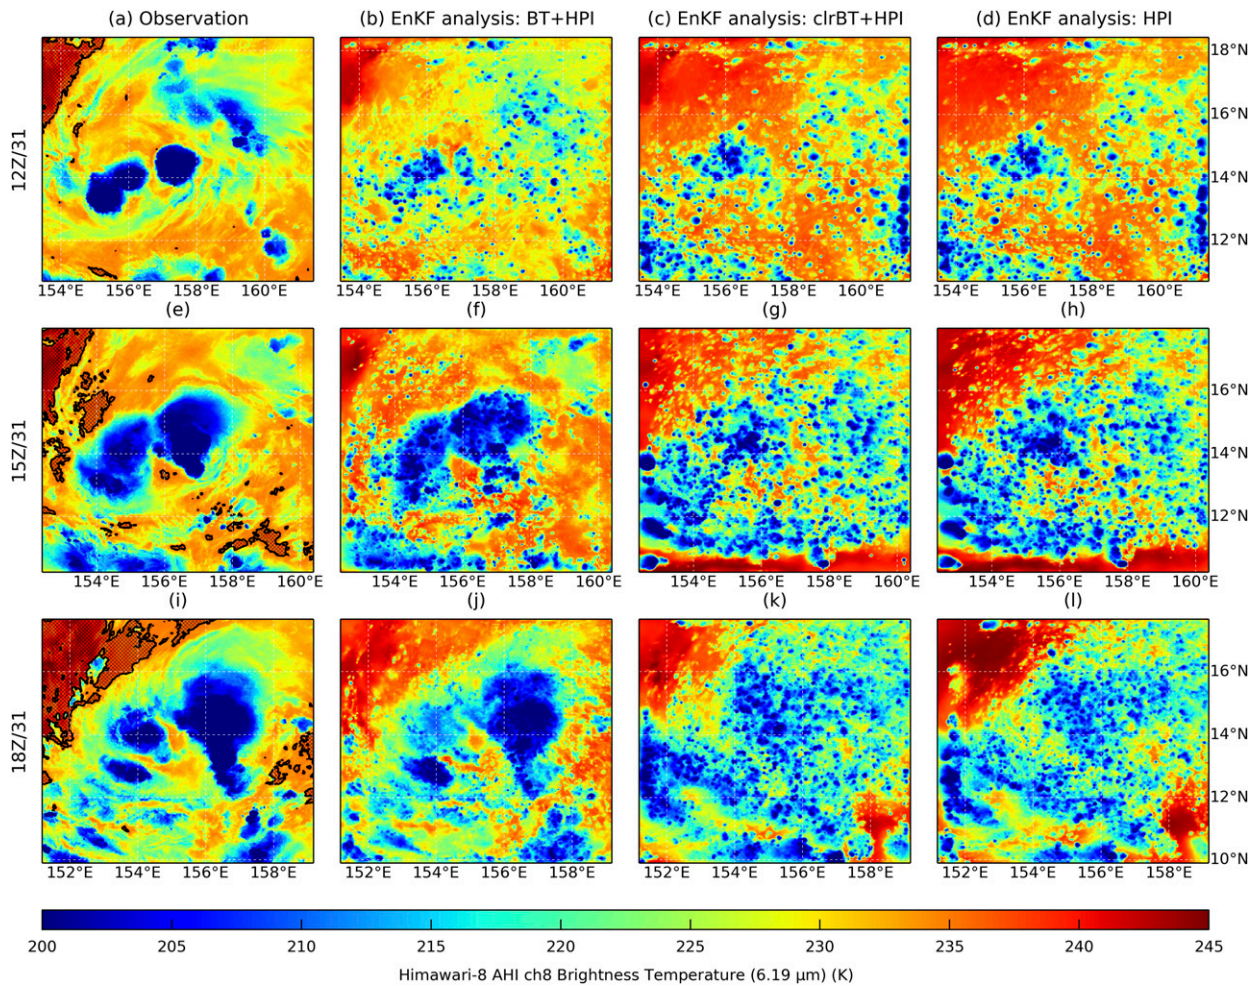 (a) Observation (b) EnKF analysis: BT+HPI (c) EnKF analysis: clrBT+HPI (d) EnKF analysis: HPI
12Z/31
18°N
16°N
14°N
12°N
154°E 156°E 158°E 160°E 154°E 156°E 158°E 160°E 154°E 156°E 158°E 160°E 154°E 156°E 158°E 160°E
(e) (f) (g) (h)
15Z/31
16°N
14°N
12°N
154°E 156°E 158°E 160°E 154°E 156°E 158°E 160°E 154°E 156°E 158°E 160°E 154°E 156°E 158°E 160°E
(i) (j) (k) (l)
18Z/31
16°N
14°N
12°N
10°N
152°E 154°E 156°E 158°E 152°E 154°E 156°E 158°E 152°E 154°E 156°E 158°E 152°E 154°E 156°E 158°E
200 205 210 215 220 225 230 235 240 245
Himawari-8 AHI ch8 Brightness Temperature (6.19 μm) (K)